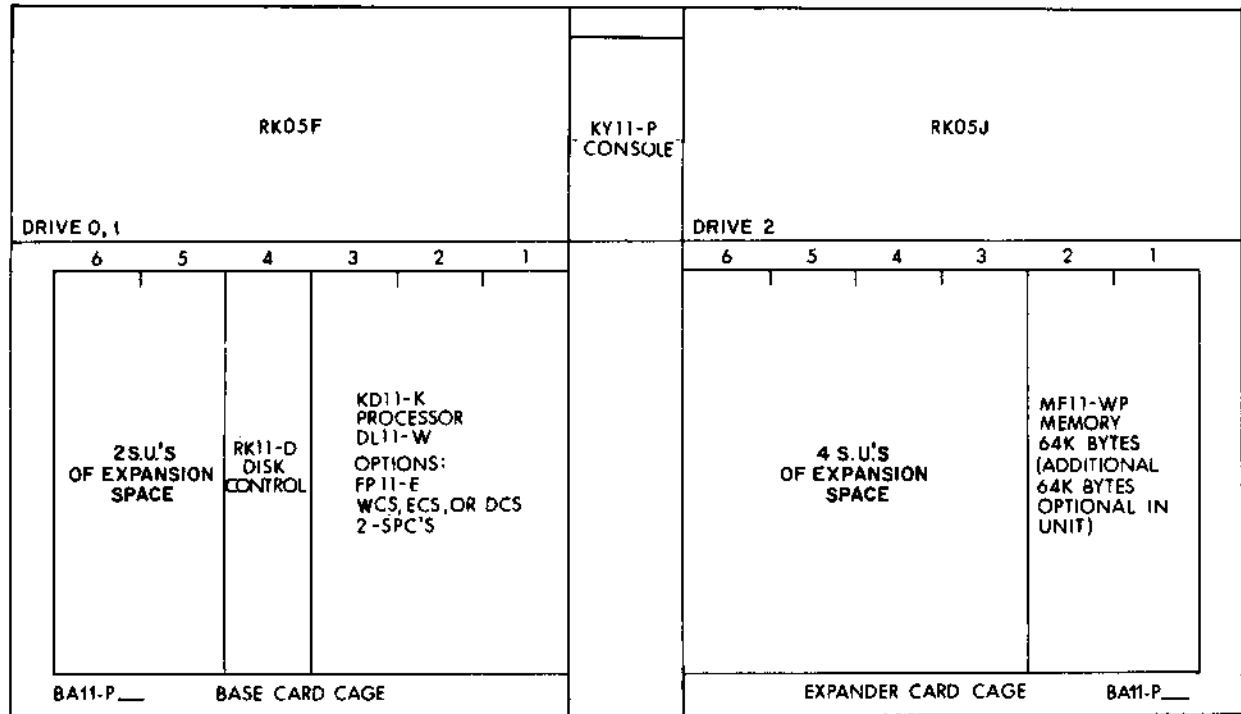 RK05F
KY11-P
CONSOLE
RK05J
DRIVE 0, 1
DRIVE 2
6 5 4 3 2 1
6 5 4 3 2 1
2 S.U.'S
OF EXPANSION
SPACE
RK11-D
DISK
CONTROL
KD11-K
PROCESSOR
DL11-W
OPTIONS:
FP11-E
WCS, ECS, OR DCS
2-SPC'S
4 S.U.'S
OF EXPANSION
SPACE
MF11-WP
MEMORY
64K BYTES
(ADDITIONAL
64K BYTES
OPTIONAL IN
UNIT)
BA11-P__ BASE CARD CAGE
EXPANDER CARD CAGE BA11-P__